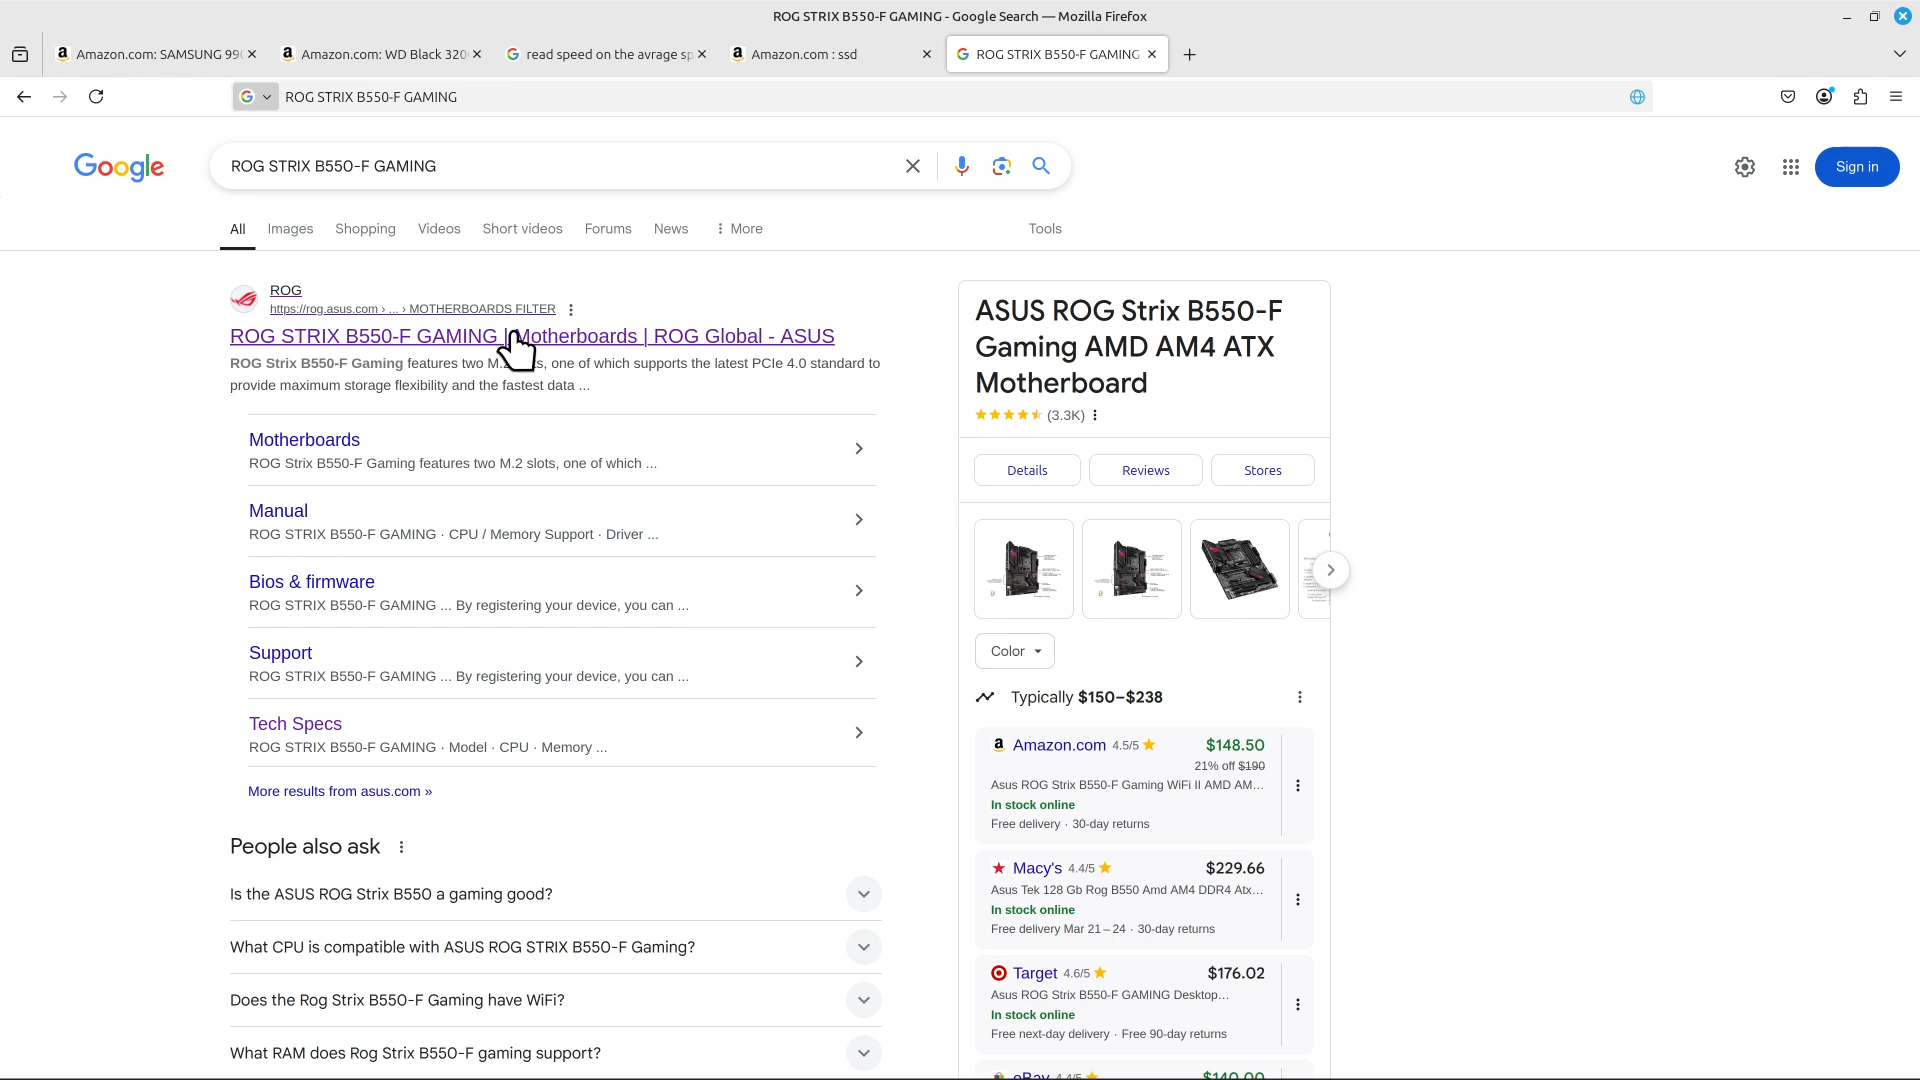 ROG STRIX B550-F GAMING - Google Search — Mozilla Firefox
Amazon.com: SAMSUNG 990
Amazon.com: WD Black 320
read speed on the avrage sp
Amazon.com : ssd
ROG STRIX B550-F GAMING
ROG STRIX B550-F GAMING
Google
ROG STRIX B550-F GAMING
Sign in
All
Images
Shopping
Videos
Short videos
Forums
News
More
Tools
ROG
https://rog.asus.com › ... › MOTHERBOARDS FILTER
ROG STRIX B550-F GAMING | Motherboards | ROG Global - ASUS
ROG Strix B550-F Gaming features two M.2 slots, one of which supports the latest PCIe 4.0 standard to
provide maximum storage flexibility and the fastest data ...
Motherboards
ROG Strix B550-F Gaming features two M.2 slots, one of which ...
Manual
ROG STRIX B550-F GAMING · CPU / Memory Support · Driver ...
Bios & firmware
ROG STRIX B550-F GAMING ... By registering your device, you can ...
Support
ROG STRIX B550-F GAMING ... By registering your device, you can ...
Tech Specs
ROG STRIX B550-F GAMING · Model · CPU · Memory ...
More results from asus.com »
People also ask
Is the ASUS ROG Strix B550 a gaming good?
What CPU is compatible with ASUS ROG STRIX B550-F Gaming?
Does the Rog Strix B550-F Gaming have WiFi?
What RAM does Rog Strix B550-F gaming support?
ASUS ROG Strix B550-F
Gaming AMD AM4 ATX
Motherboard
(3.3K)
Details
Reviews
Stores
Color
Typically $150–$238
Amazon.com 4.5/5
$148.50
21% off $190
Asus ROG Strix B550-F Gaming WiFi II AMD AM...
In stock online
Free delivery · 30-day returns
Macy's 4.4/5
$229.66
Asus Tek 128 Gb Rog B550 Amd AM4 DDR4 Atx...
In stock online
Free delivery Mar 21 – 24 · 30-day returns
Target 4.6/5
$176.02
Asus ROG Strix B550-F GAMING Desktop...
In stock online
Free next-day delivery · Free 90-day returns
eBay 4.4/5
$140.00